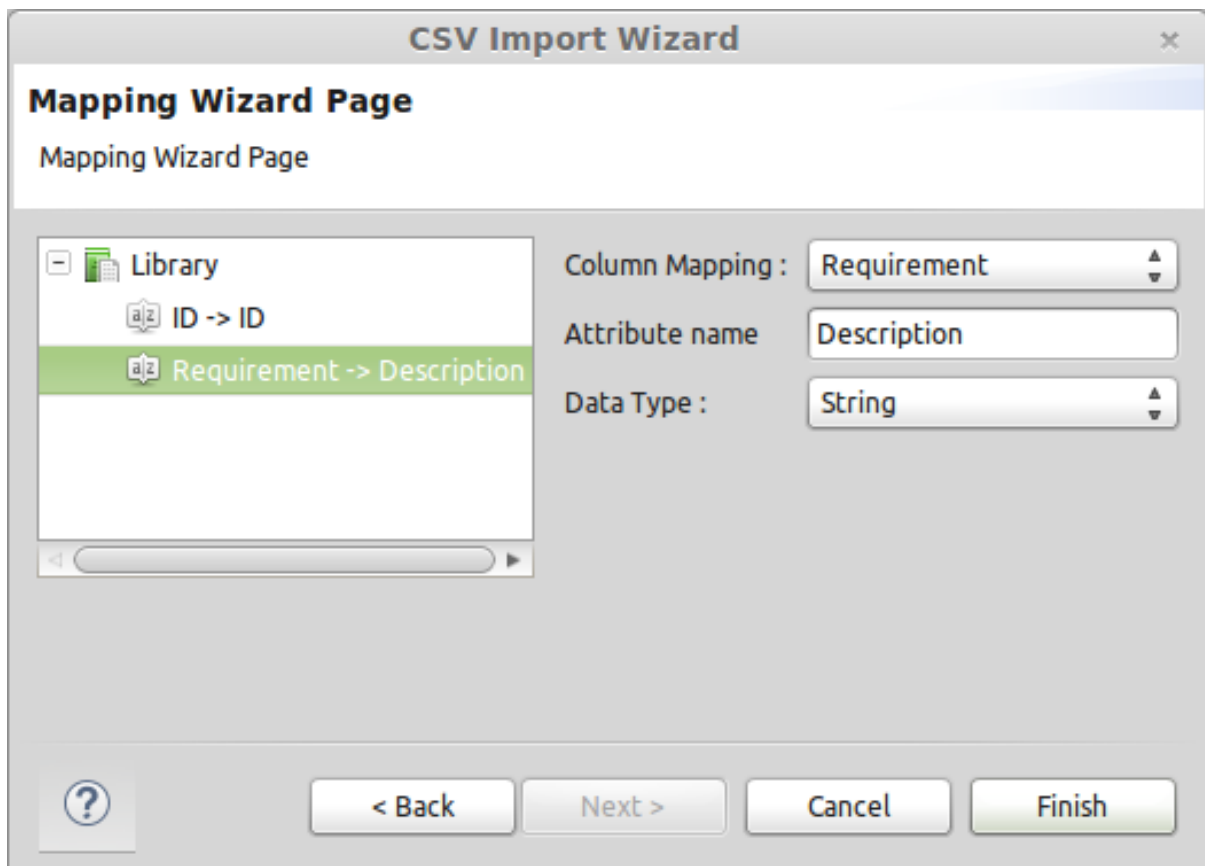 CSV Import Wizard
Mapping Wizard Page
Mapping Wizard Page
Library
ID -> ID
Requirement -> Description
Column Mapping : Requirement
Attribute name Description
Data Type : String
? < Back Next > Cancel Finish